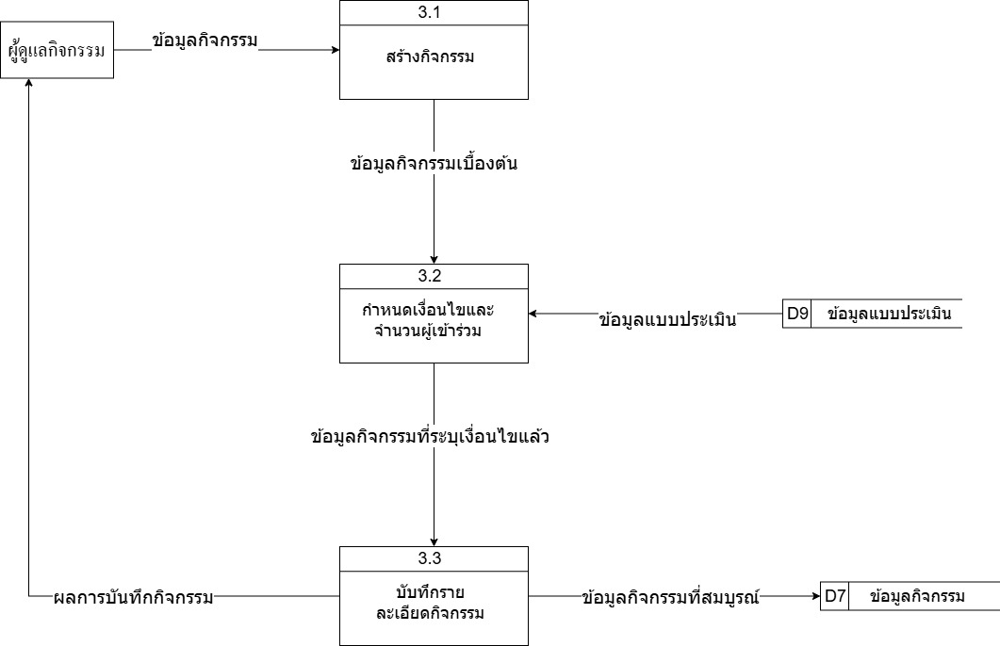 3.1
ผู้ดูแลกิจกรรม
ข้อมูลกิจกรรม
สร้างกิจกรรม
ข้อมูลกิจกรรมเบื้องต้น
3.2
กำหนดเงื่อนไขและ
จำนวนผู้เข้าร่วม
ข้อมูลแบบประเมิน
D9 ข้อมูลแบบประเมิน
ข้อมูลกิจกรรมที่ระบุเงื่อนไขแล้ว
3.3
บับทึกราย
ละเอียดกิจกรรม
ผลการบันทึกกิจกรรม
ข้อมูลกิจกรรมที่สมบูรณ์
D7 ข้อมูลกิจกรรม